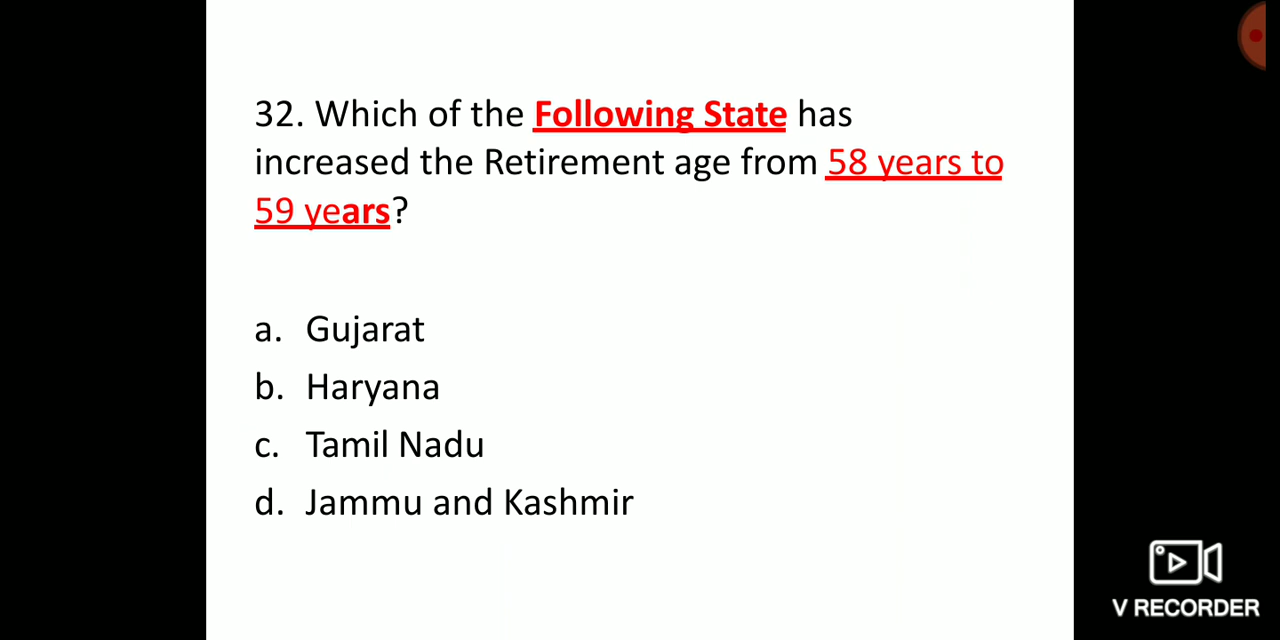 32. Which of the Following State has
increased the Retirement age from 58 years to
59 years?
a. Gujarat
b. Haryana
c. Tamil Nadu
d. Jammu and Kashmir
V RECORDER